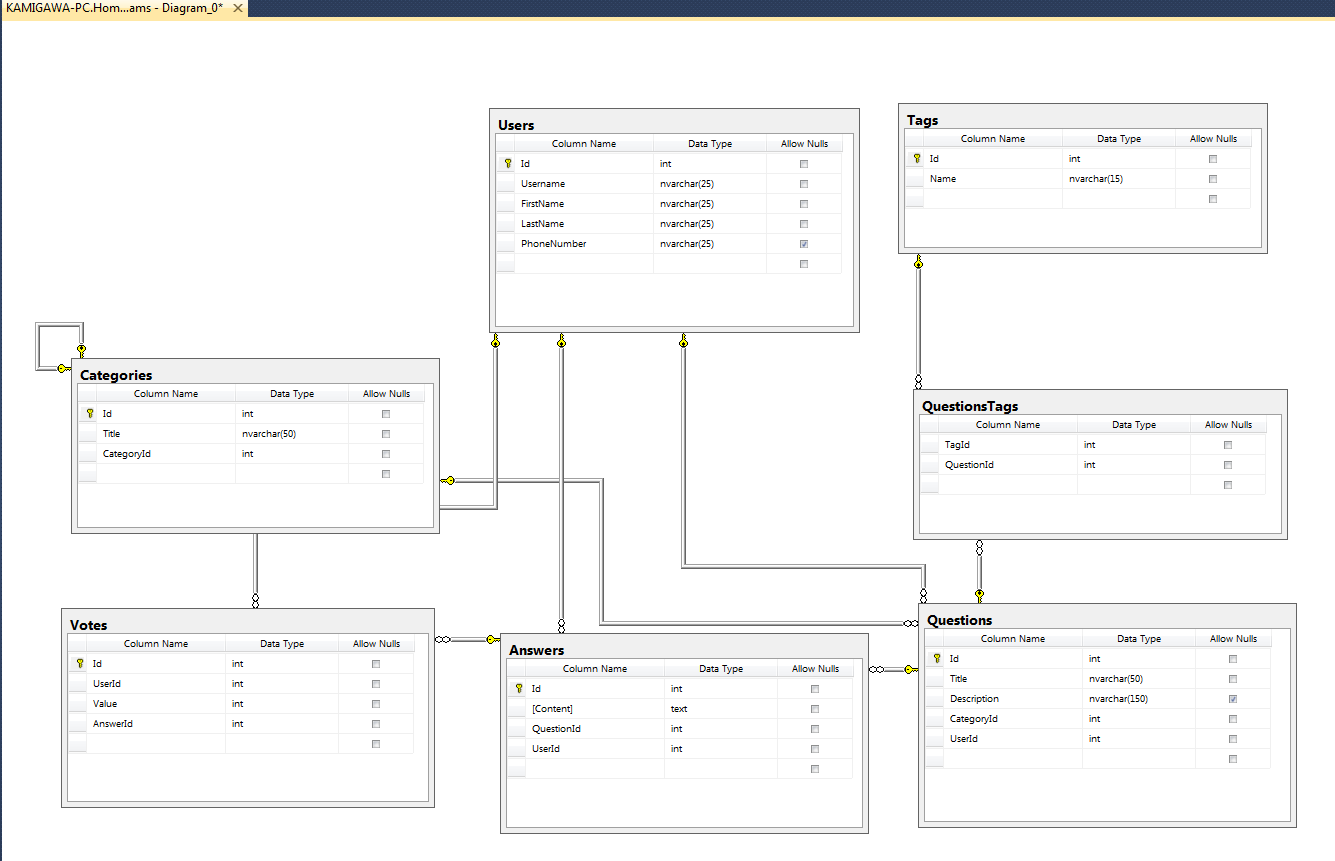 KAMIGAWA-PC.Hom...ams - Diagram_0*
Users
Column Name Data Type Allow Nulls
Id int
Username nvarchar(25)
FirstName nvarchar(25)
LastName nvarchar(25)
PhoneNumber nvarchar(25)
Tags
Column Name Data Type Allow Nulls
Id int
Name nvarchar(15)
Categories
Column Name Data Type Allow Nulls
Id int
Title nvarchar(50)
CategoryId int
QuestionsTags
Column Name Data Type Allow Nulls
TagId int
QuestionId int
Votes
Column Name Data Type Allow Nulls
Id int
UserId int
Value int
AnswerId int
Answers
Column Name Data Type Allow Nulls
Id int
[Content] text
QuestionId int
UserId int
Questions
Column Name Data Type Allow Nulls
Id int
Title nvarchar(50)
Description nvarchar(150)
CategoryId int
UserId int